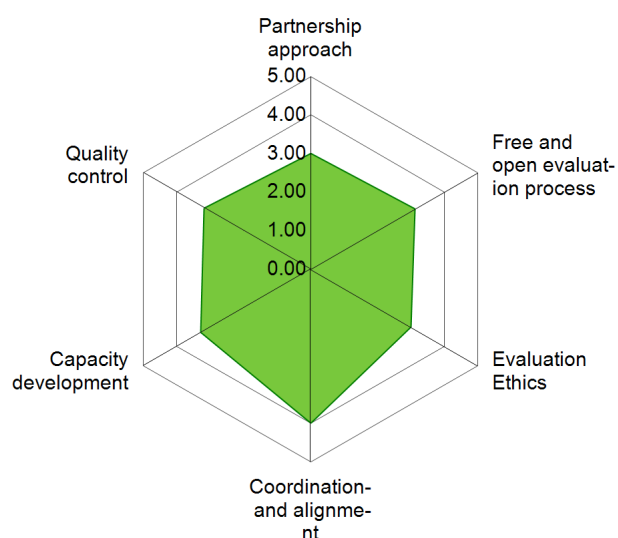 Partnership
approach
5.00
4.00
3.00
2.00
1.00
0.00
Free and
open evaluat-
ion process
Evaluation
Ethics
Coordination-
and alignme-
nt
Capacity
development
Quality
control